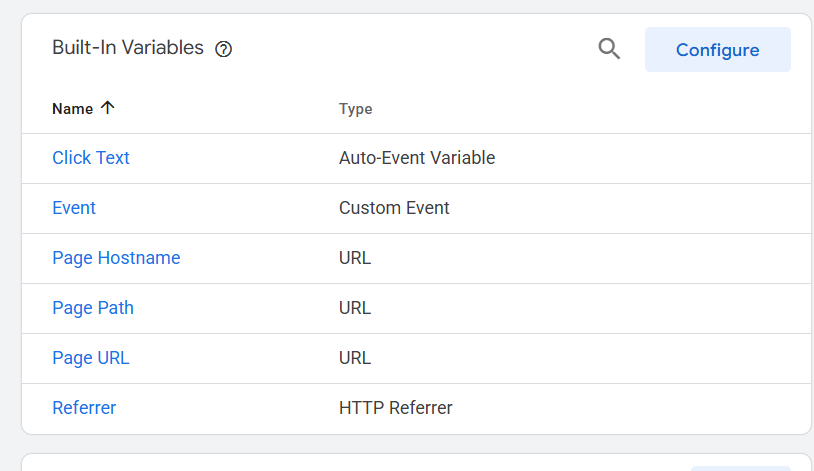 Built-In Variables
Configure
Name Type
Click Text Auto-Event Variable
Event Custom Event
Page Hostname URL
Page Path URL
Page URL URL
Referrer HTTP Referrer